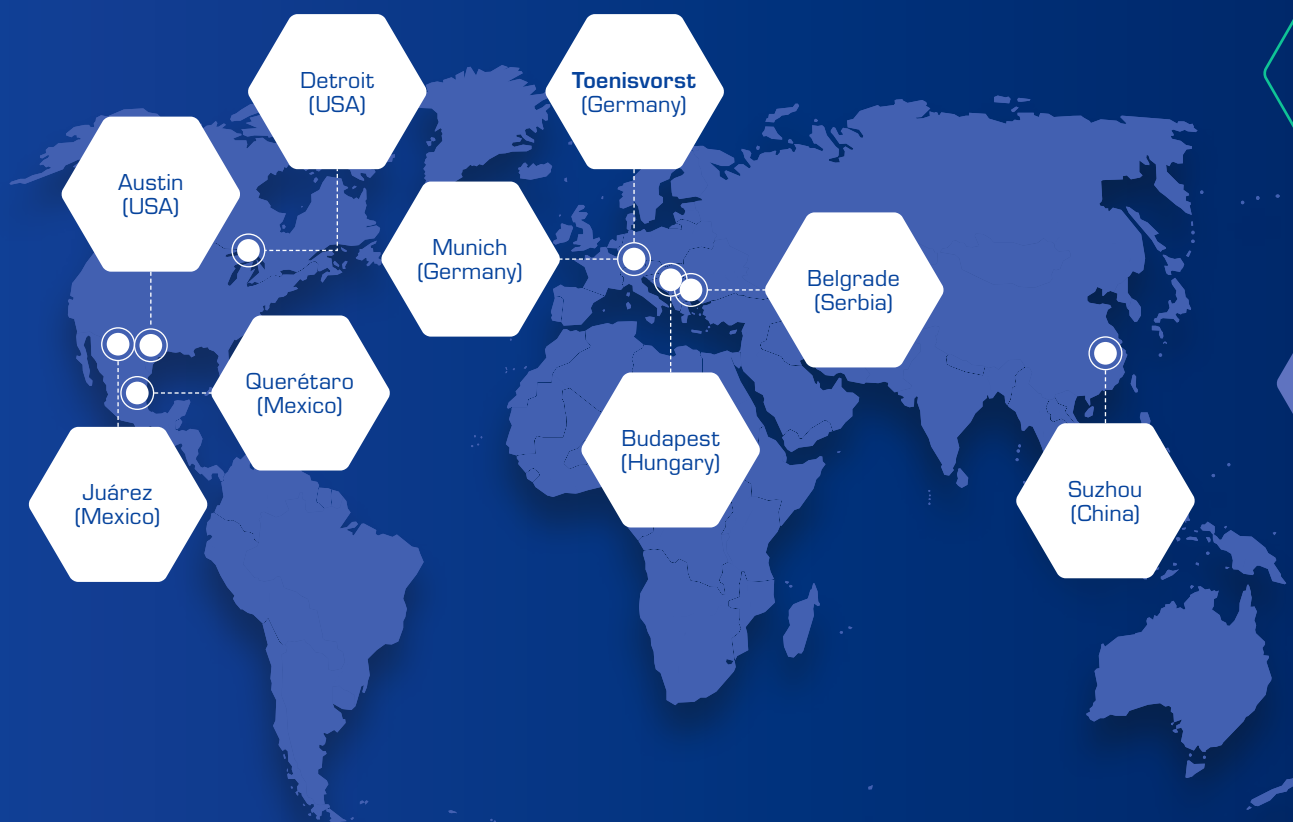 Detroit
(USA)
Toenisvorst
(Germany)
Austin
(USA)
Munich
(Germany)
Belgrade
(Serbia)
Querétaro
(Mexico)
Budapest
(Hungary)
Juárez
(Mexico)
Suzhou
(China)